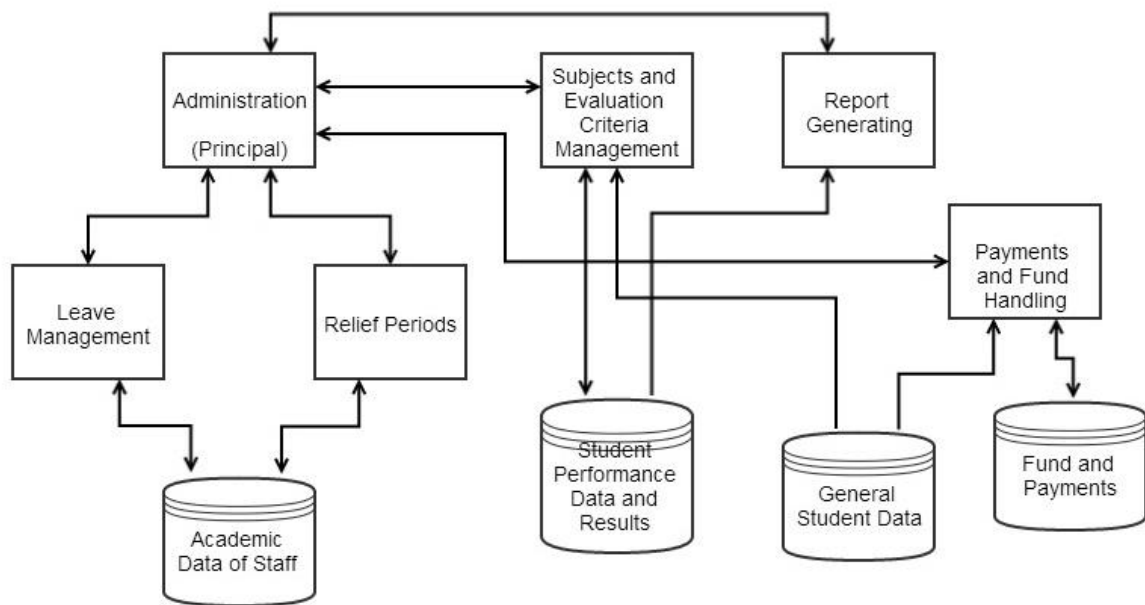 Administration
(Principal)
Subjects and
Evaluation
Criteria
Management
Report
Generating
Payments
and Fund
Handling
Leave
Management
Relief Periods
Student
Performance
Data and
Results
General
Student Data
Fund and
Payments
Academic
Data of Staff